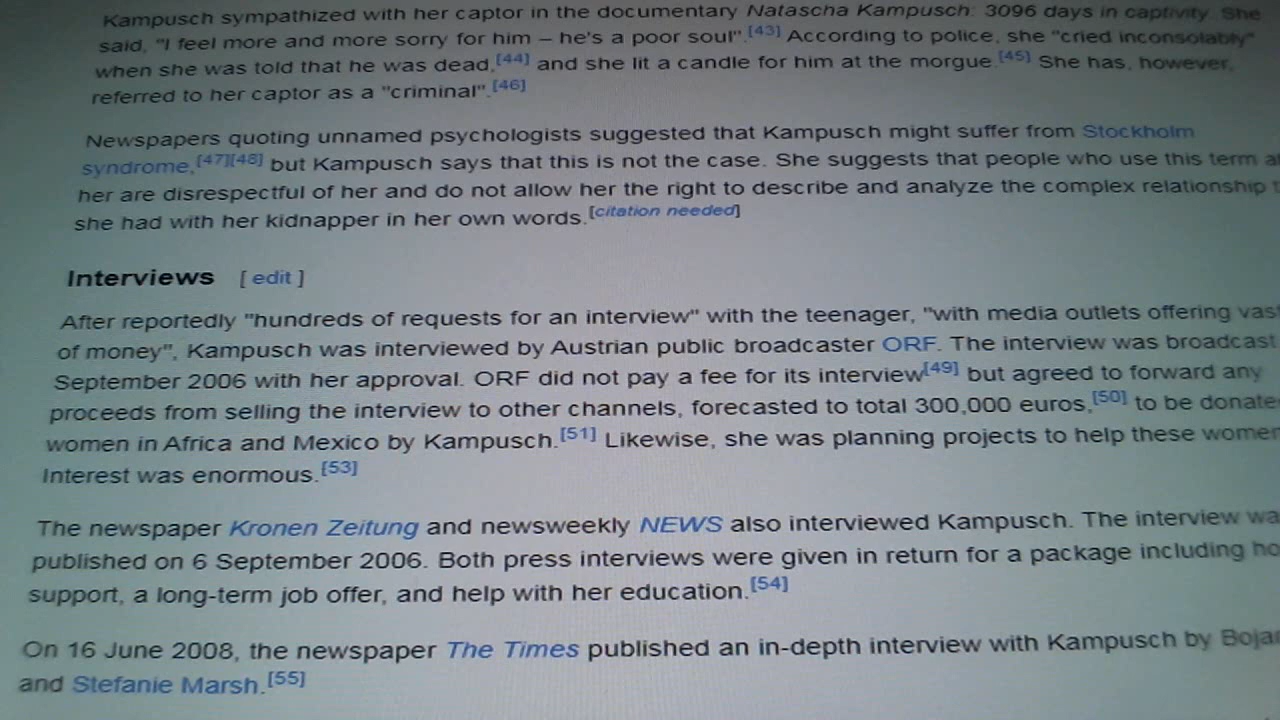 Kampusch sympathized with her captor in the documentary Natascha Kampusch: 3096 days in captivity. She
said, "I feel more and more sorry for him – he's a poor soul".[43] According to police, she "cried inconsolably"
when she was told that he was dead,[44] and she lit a candle for him at the morgue.[45] She has, however,
referred to her captor as a "criminal".[46]
Newspapers quoting unnamed psychologists suggested that Kampusch might suffer from Stockholm
syndrome,[47][48] but Kampusch says that this is not the case. She suggests that people who use this term
her are disrespectful of her and do not allow her the right to describe and analyze the complex relationship
she had with her kidnapper in her own words.[citation needed]
Interviews [ edit ]
After reportedly "hundreds of requests for an interview" with the teenager, "with media outlets offering vast
of money", Kampusch was interviewed by Austrian public broadcaster ORF. The interview was broadcast
September 2006 with her approval. ORF did not pay a fee for its interview[49] but agreed to forward any
proceeds from selling the interview to other channels, forecasted to total 300,000 euros,[50] to be donate
women in Africa and Mexico by Kampusch.[51] Likewise, she was planning projects to help these women
Interest was enormous.[53]
The newspaper Kronen Zeitung and newsweekly NEWS also interviewed Kampusch. The interview wa
published on 6 September 2006. Both press interviews were given in return for a package including ho
support, a long-term job offer, and help with her education.[54]
On 16 June 2008, the newspaper The Times published an in-depth interview with Kampusch by Bojan
and Stefanie Marsh.[55]